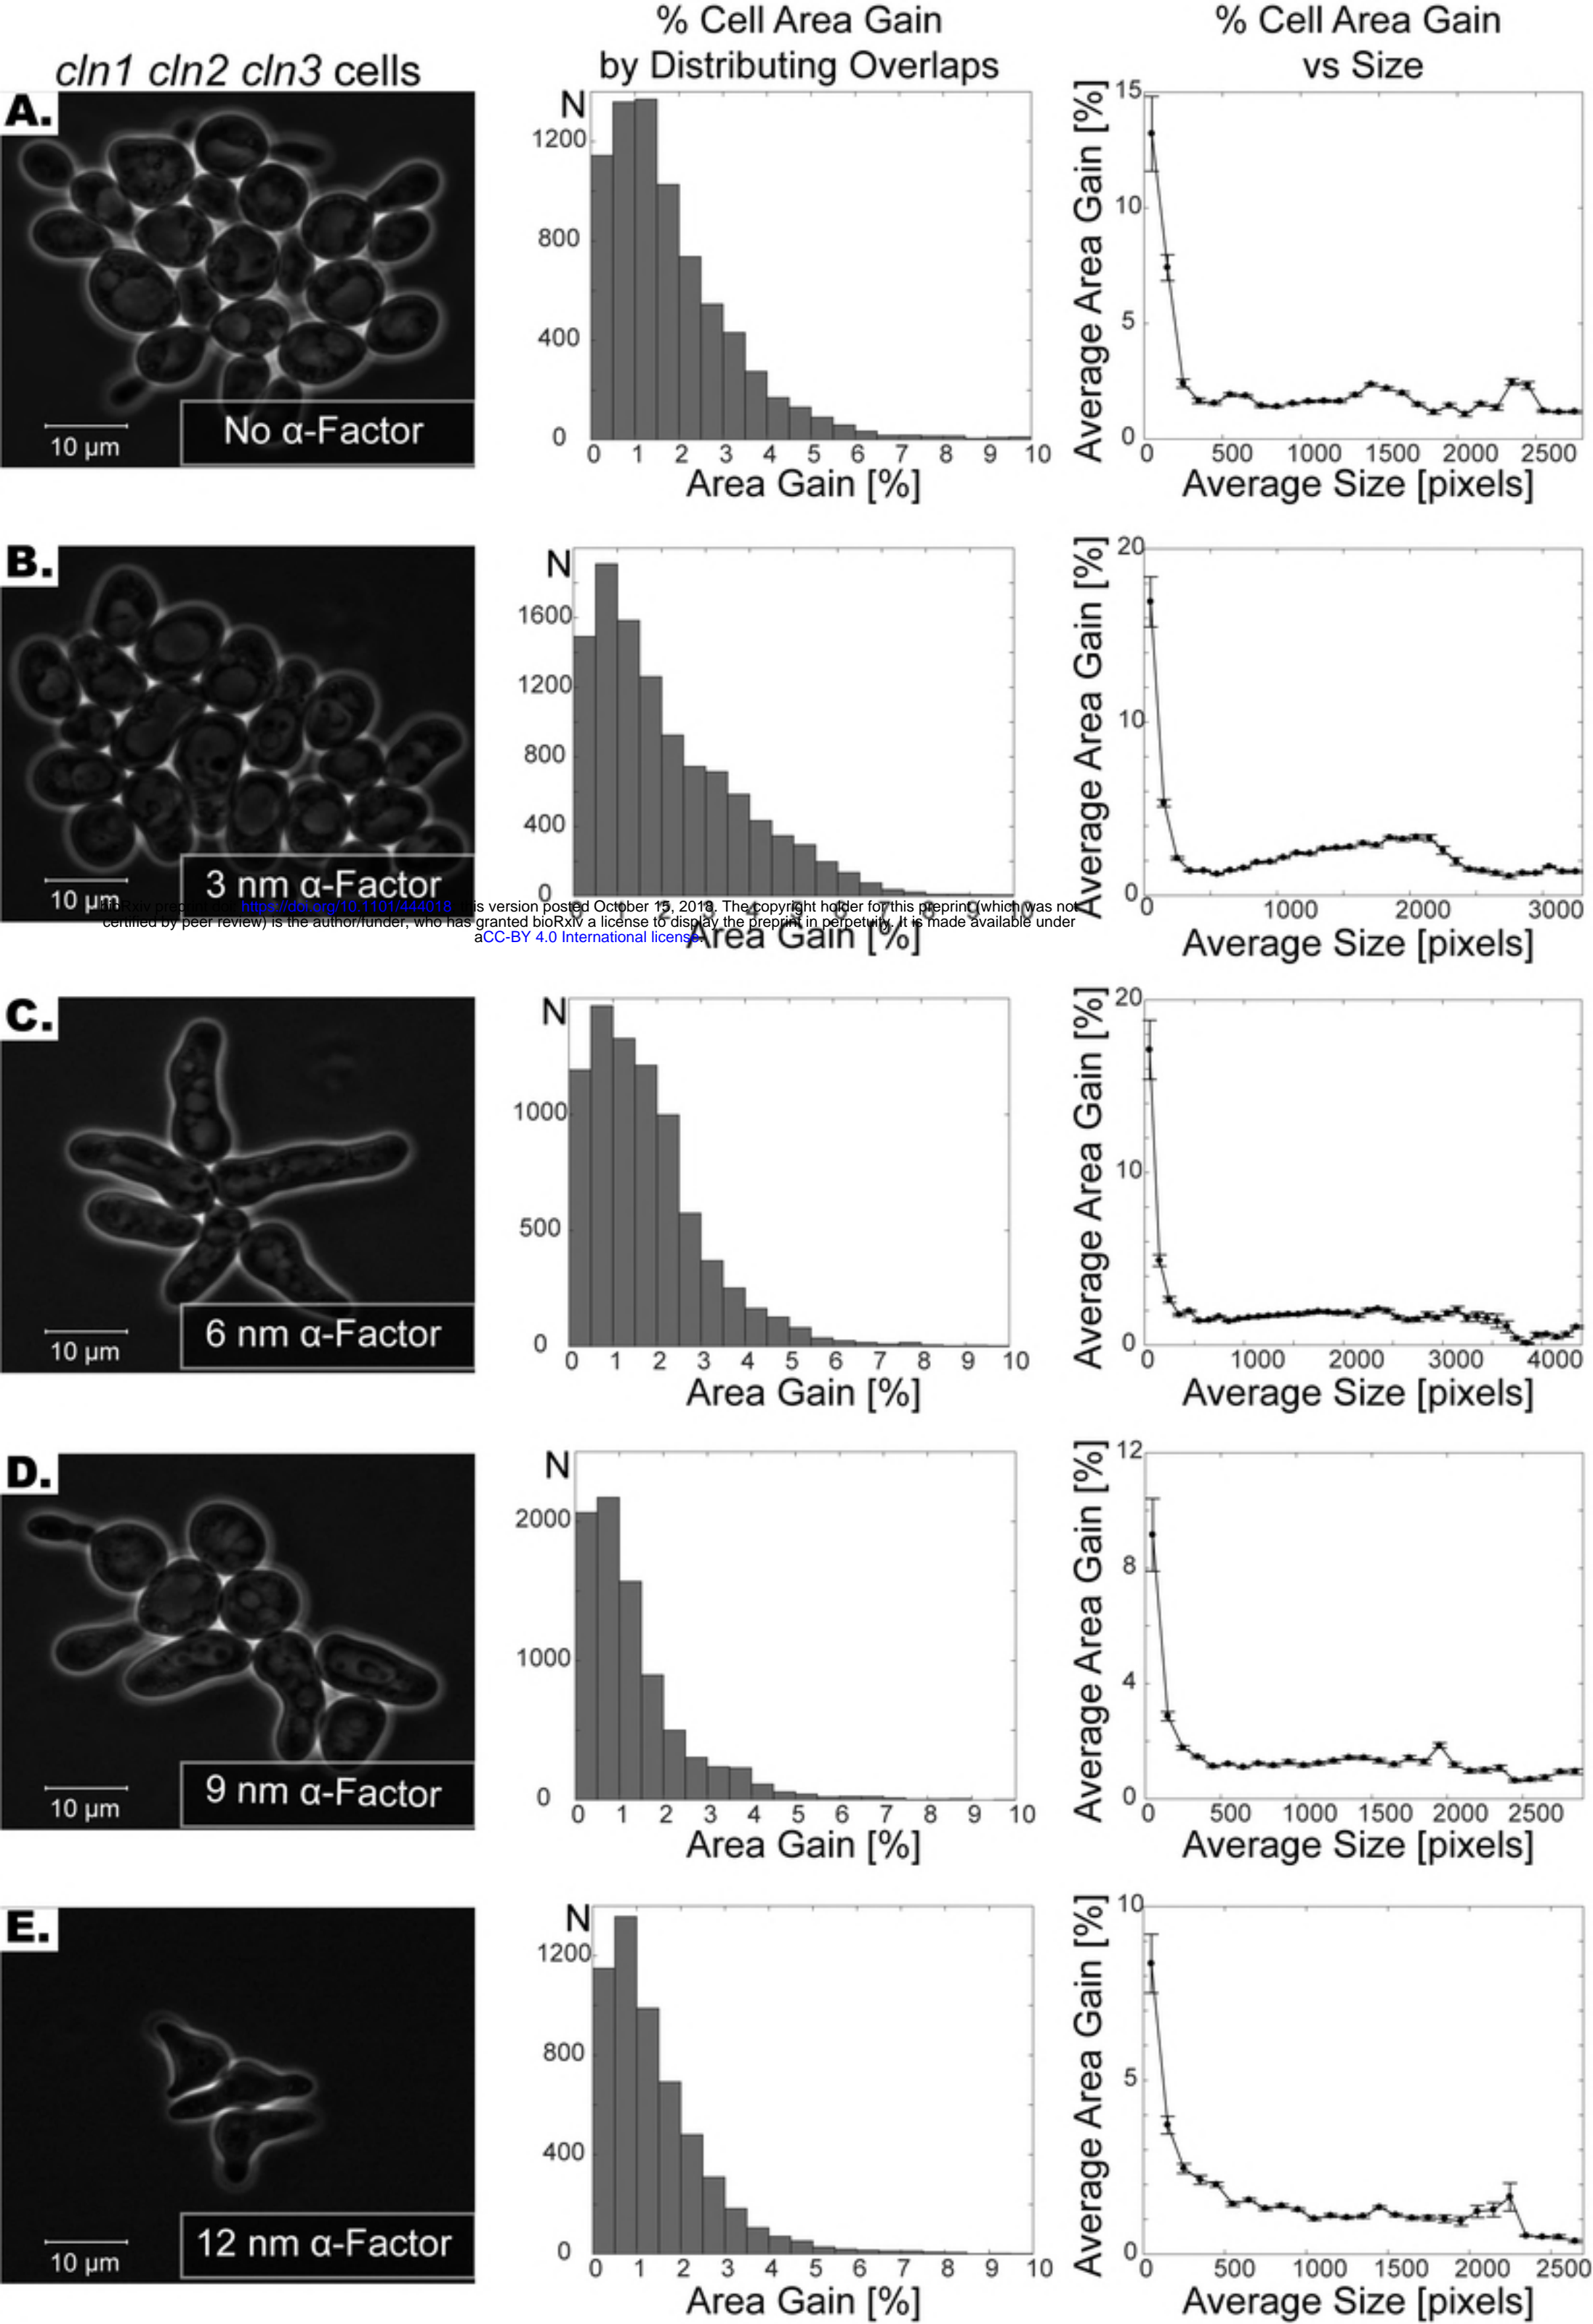 % Cell Area Gain
by Distributing Overlaps
% Cell Area Gain
vs Size
cln1 cln2 cln3 cells
A.
10 µm
No α-Factor
N
1200
800
400
0
0 1 2 3 4 5 6 7 8 9 10
Area Gain [%]
Average Area Gain [%]
15
10
5
0
0 500 1000 1500 2000 2500
Average Size [pixels]
B.
10 µm
3 nm α-Factor
N
1600
1200
800
400
0
Area Gain [%]
Average Area Gain [%]
20
10
0
0 1000 2000 3000
Average Size [pixels]
https://doi.org/10.1101/444018
is version posted October 15, 2018. The copyright holder for this preprint (which was not
certified by peer review) is the author/funder, who has granted bioRxiv a license to display the preprint in perpetuity. It is made available under
aCC-BY 4.0 International license.
C.
10 µm
6 nm α-Factor
N
1000
500
0
0 1 2 3 4 5 6 7 8 9 10
Area Gain [%]
Average Area Gain [%]
20
10
0
0 1000 2000 3000 4000
Average Size [pixels]
D.
10 µm
9 nm α-Factor
N
2000
1000
0
0 1 2 3 4 5 6 7 8 9 10
Area Gain [%]
Average Area Gain [%]
12
8
4
0
0 500 1000 1500 2000 2500
Average Size [pixels]
E.
10 µm
12 nm α-Factor
N
1200
800
400
0
0 1 2 3 4 5 6 7 8 9 10
Area Gain [%]
Average Area Gain [%]
10
5
0
0 500 1000 1500 2000 2500
Average Size [pixels]